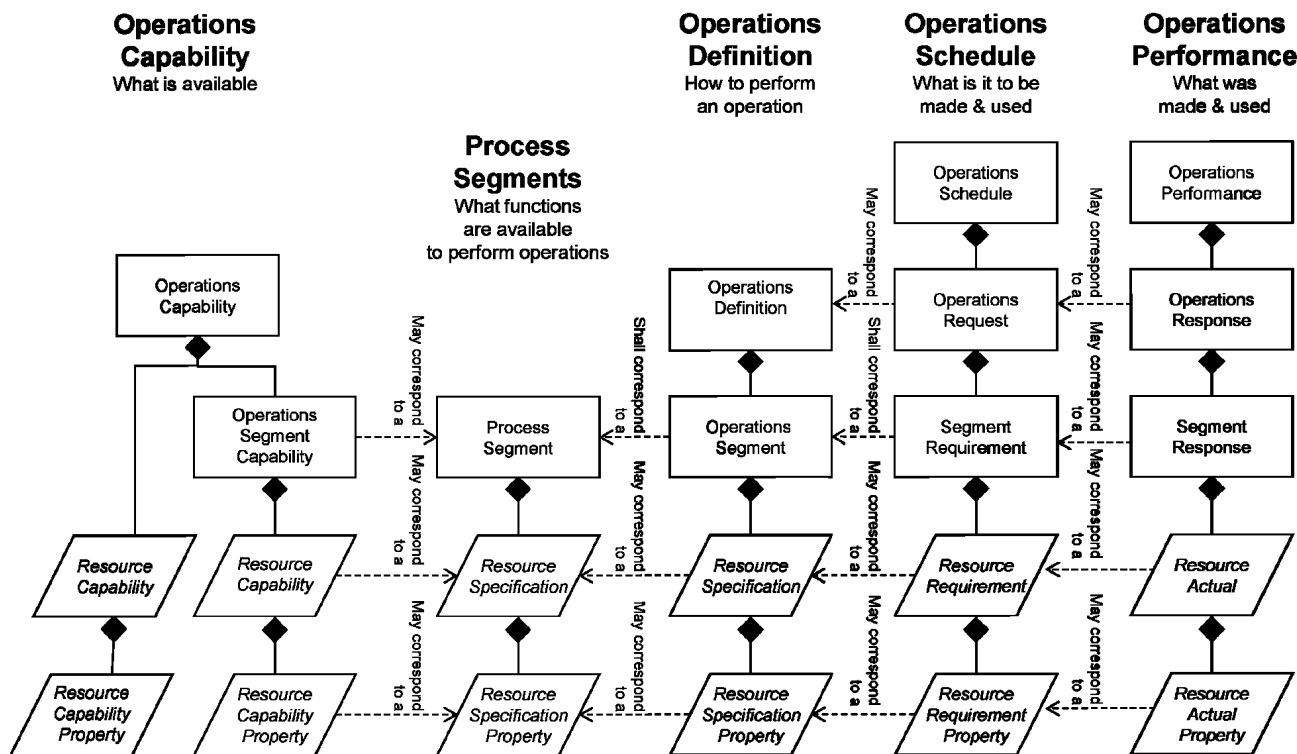 Operations
Capability
What is available
Operations
Definition
How to perform
an operation
Operations
Schedule
What is it to be
made & used
Operations
Performance
What was
made & used
Process
Segments
What functions
are available
to perform operations
Operations
Schedule
Operations
Performance
May correspond
to a
May correspond
to a
Operations
Capability
Operations
Definition
Operations
Request
Operations
Response
May correspond
to a
Shall correspond
to a
Shall correspond
to a
May correspond
to a
Operations
Segment
Capability
Process
Segment
Operations
Segment
Segment
Requirement
Segment
Response
May correspond
to a
May correspond
to a
May correspond
to a
May correspond
to a
Resource
Capability
Resource
Capability
Resource
Specification
Resource
Specification
Resource
Requirement
Resource
Actual
May correspond
to a
May correspond
to a
May correspond
to a
May correspond
to a
Resource
Capability
Property
Resource
Capability
Property
Resource
Specification
Property
Resource
Specification
Property
Resource
Requirement
Property
Resource
Actual
Property